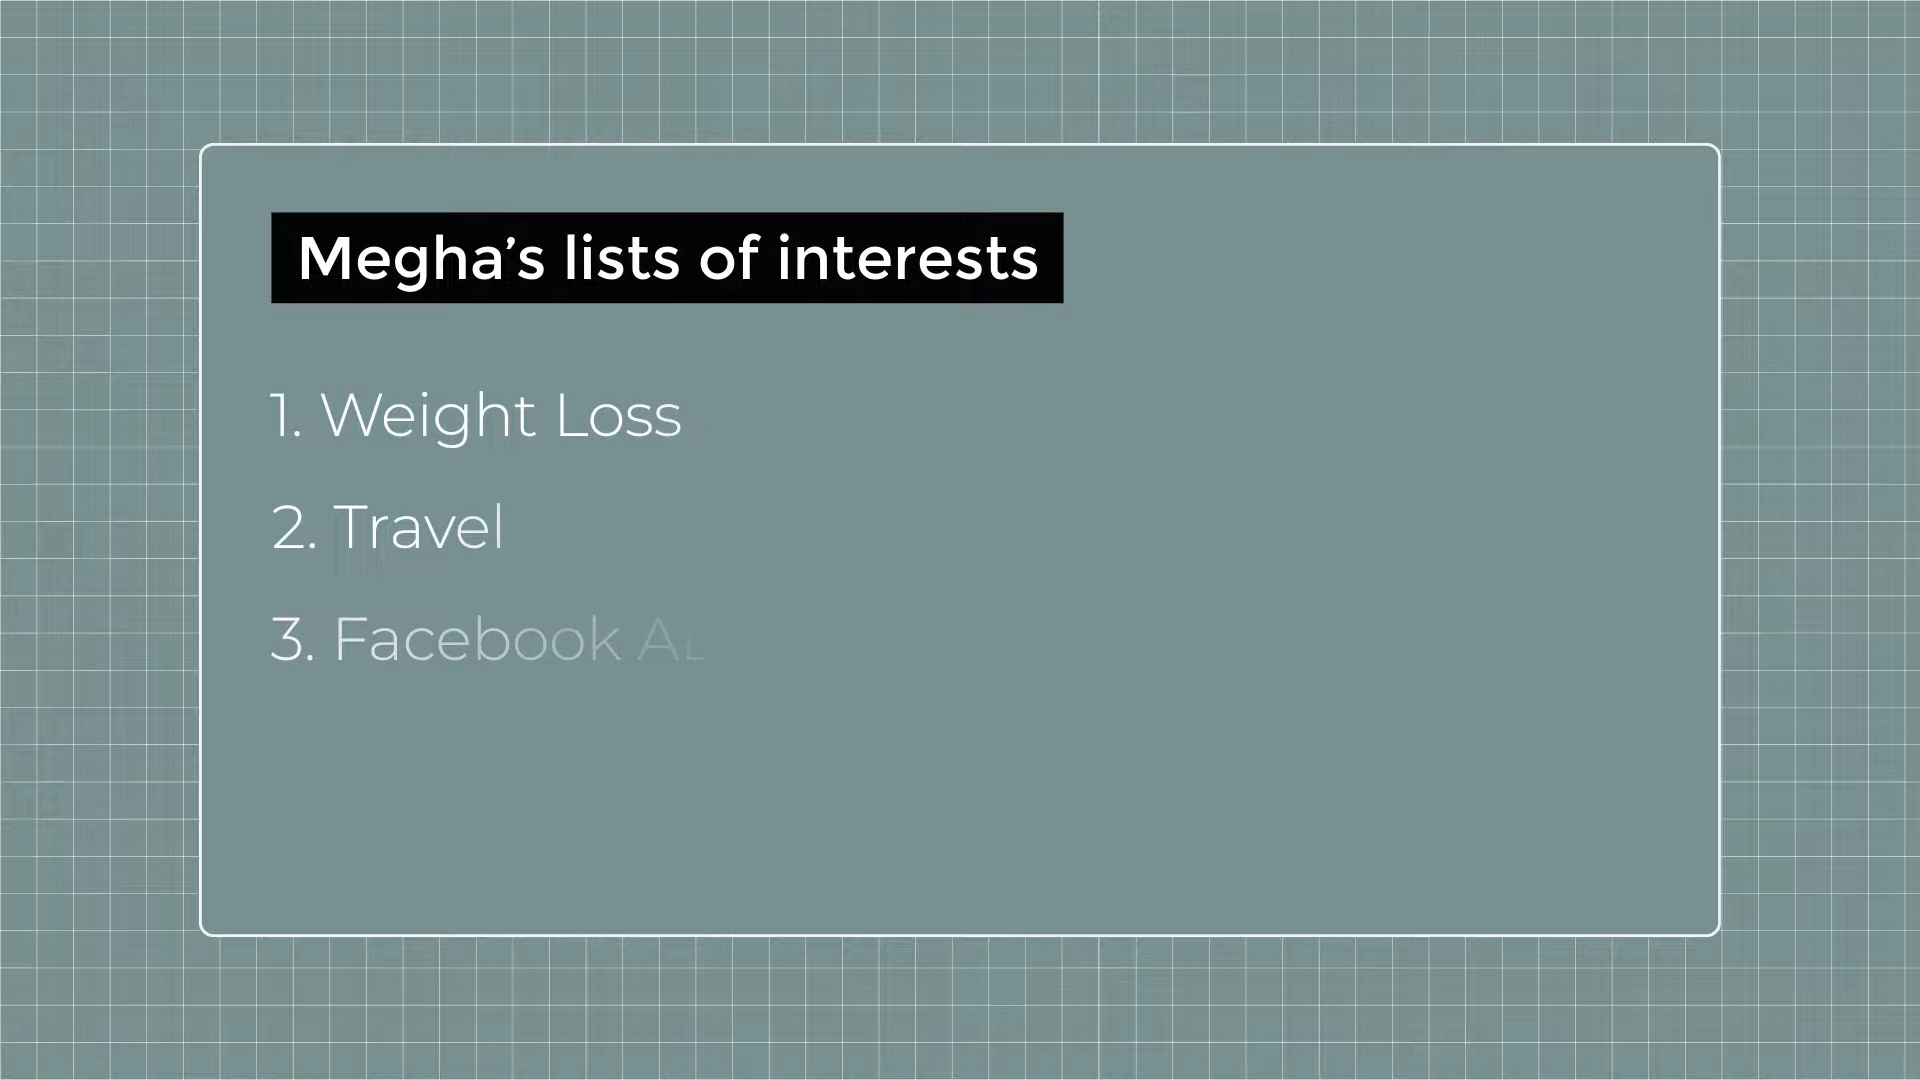 Megha’s lists of interests
1. Weight Loss
2. Travel
3. Facebook